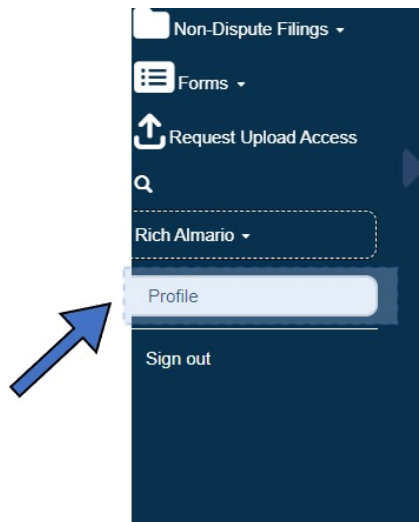 Non-Dispute Filings
Forms
Request Upload Access
Rich Almario
Profile
Sign out